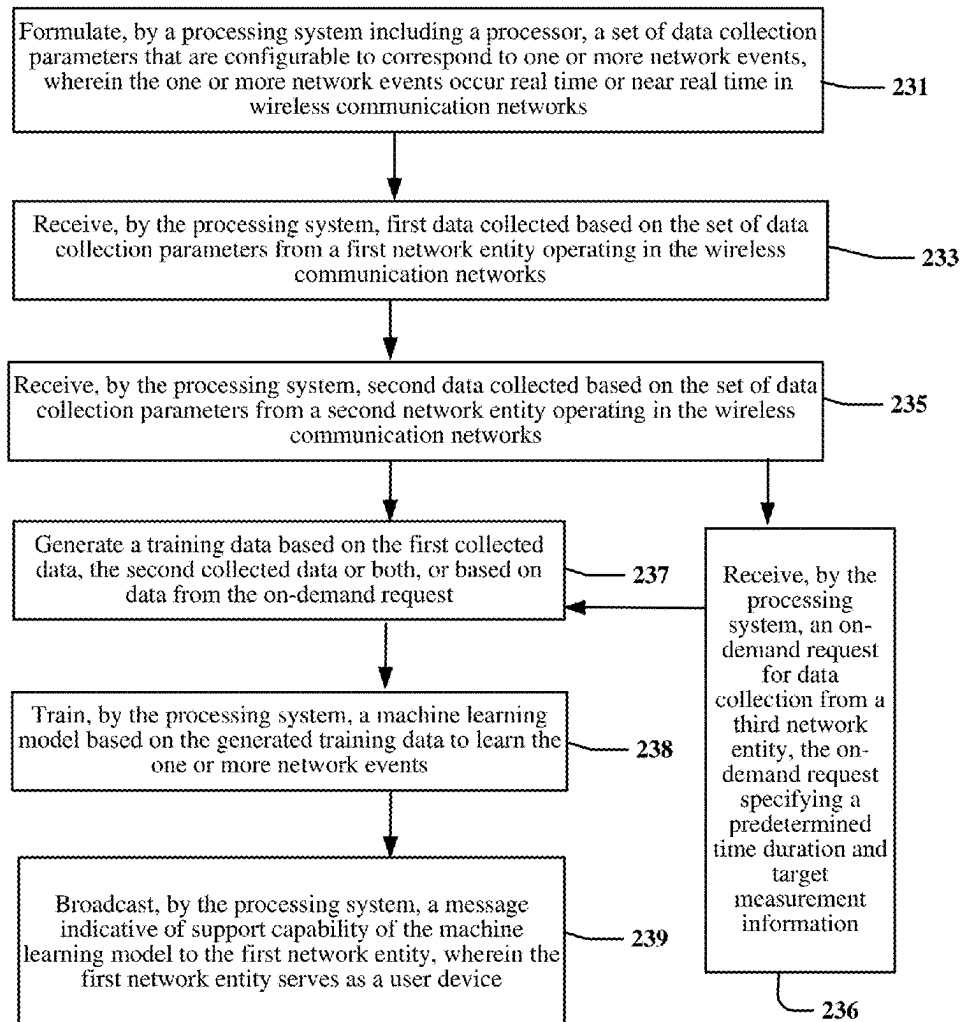 Formulate, by a processing system including a processor, a set of data collection
parameters that are configurable to correspond to one or more network events,
wherein the one or more network events occur real time or near real time in
wireless communication networks
231
Receive, by the processing system, first data collected based on the set of data
collection parameters from a first network entity operating in the wireless
communication networks
233
Receive, by the processing system, second data collected based on the set of data
collection parameters from a second network entity operating in the wireless
communication networks
235
Generate a training data based on the first collected
data, the second collected data or both, or based on
data from the on-demand request
237
Train, by the processing system, a machine learning
model based on the generated training data to learn the
one or more network events
238
Broadcast, by the processing system, a message
indicative of support capability of the machine
learning model to the first network entity, wherein the
first network entity serves as a user device
239
Receive, by the
processing
system, an on-
demand request
for data
collection from a
third network
entity, the on-
demand request
specifying a
predetermined
time duration and
target
measurement
information
236